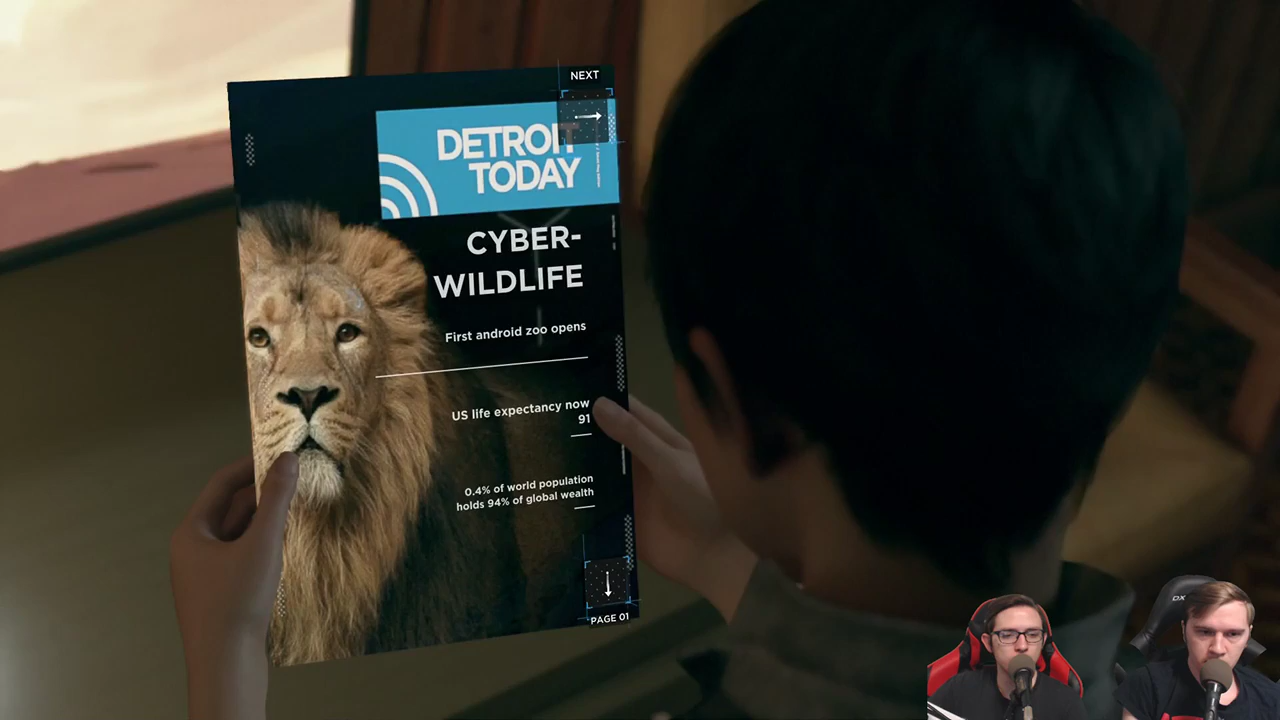 NEXT
DETROIT
TODAY
CYBER-
WILDLIFE
First android zoo opens
US life expectancy now
91
0.4% of world population
holds 94% of global wealth
PAGE 01
DX